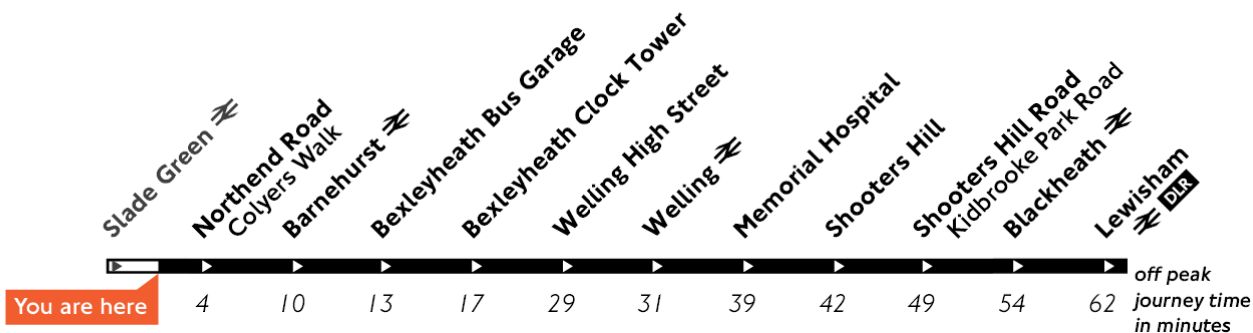 Slade Green
Northend Road
Colyers Walk
Barnehurst
Bexleyheath Bus Garage
Bexleyheath Clock Tower
Welling High Street
Welling
Memorial Hospital
Shooters Hill
Shooters Hill Road
Kidbrooke Park Road
Blackheath
Lewisham
DLR
You are here
4 10 13 17 29 31 39 42 49 54 62
off peak
journey time
in minutes